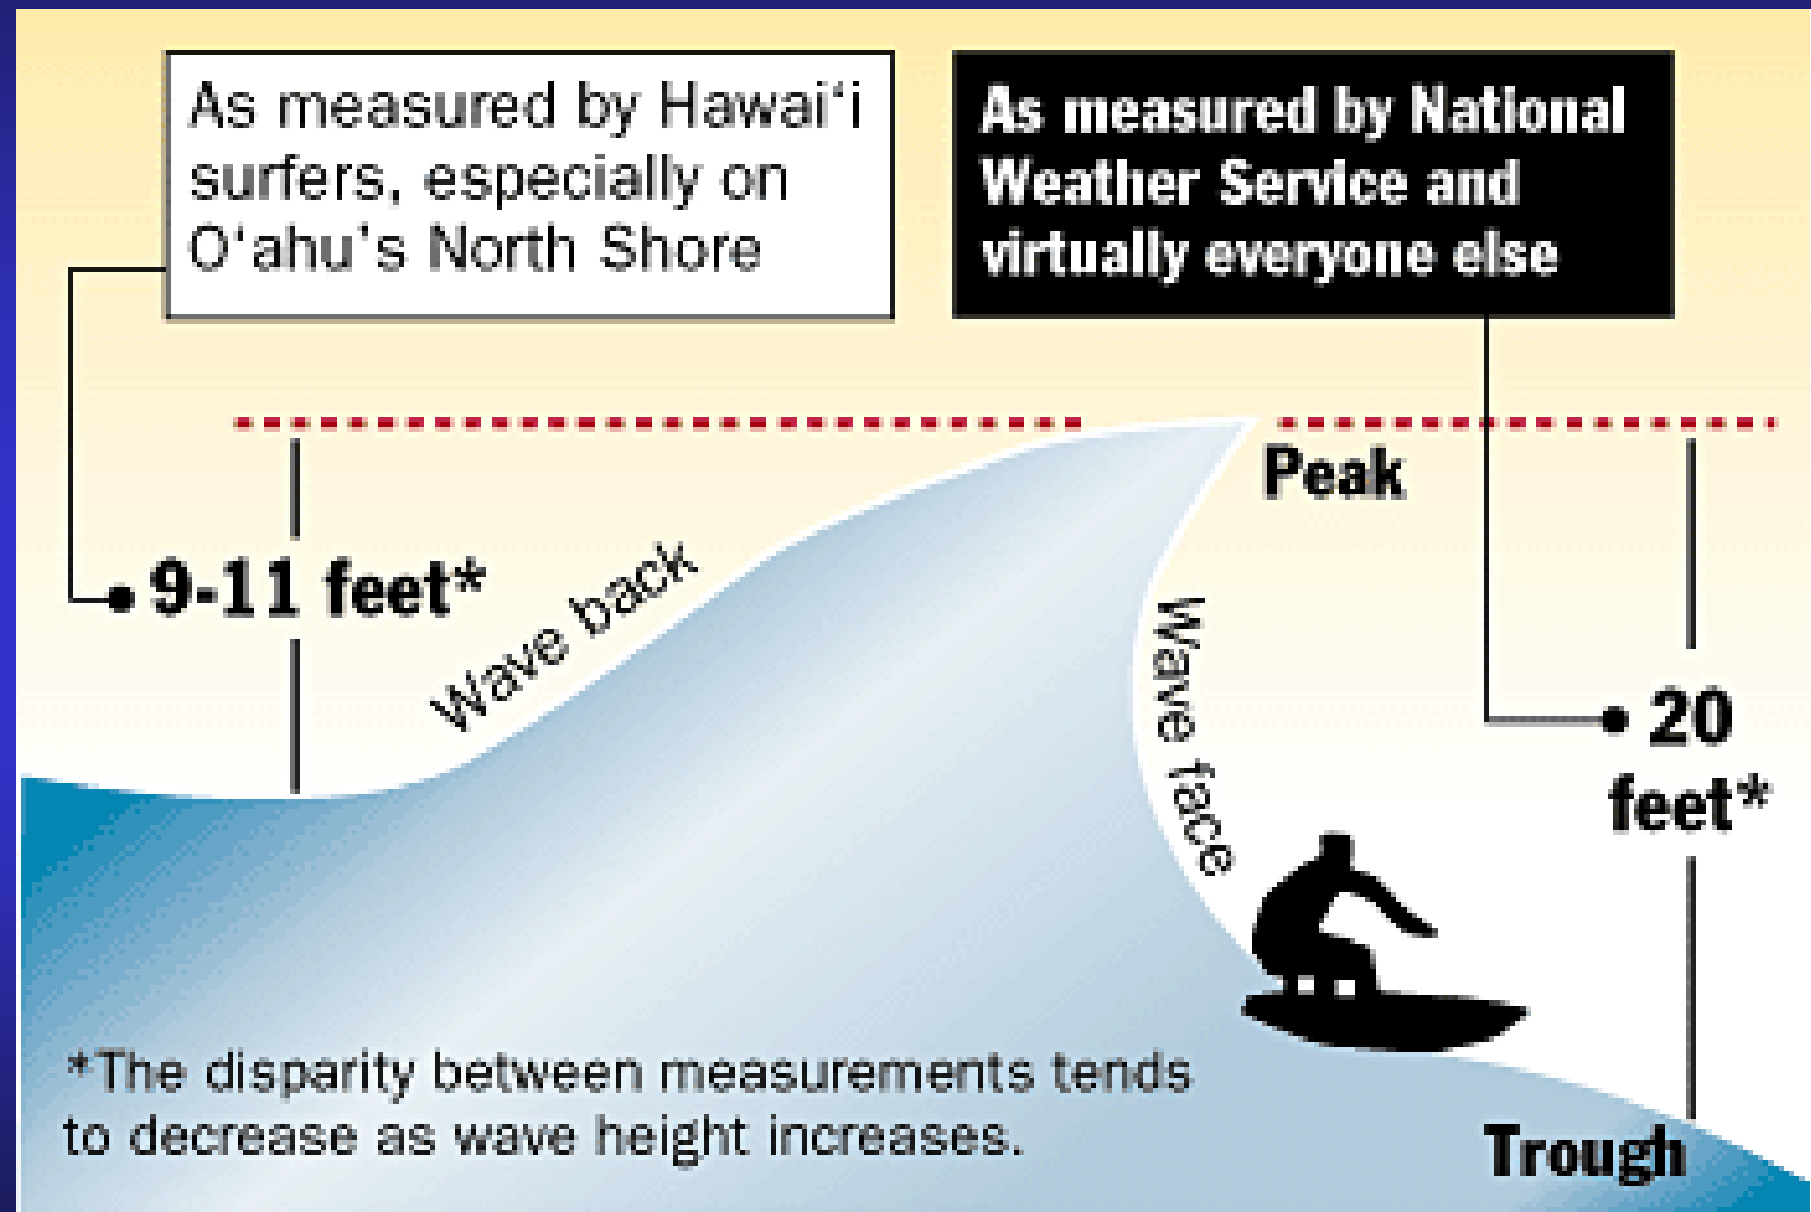 As measured by Hawai‘i
surfers, especially on
O‘ahu's North Shore
As measured by National
Weather Service and
virtually everyone else
Peak
9-11 feet*
Wave back
Wave face
20
feet*
*The disparity between measurements tends
to decrease as wave height increases.
Trough